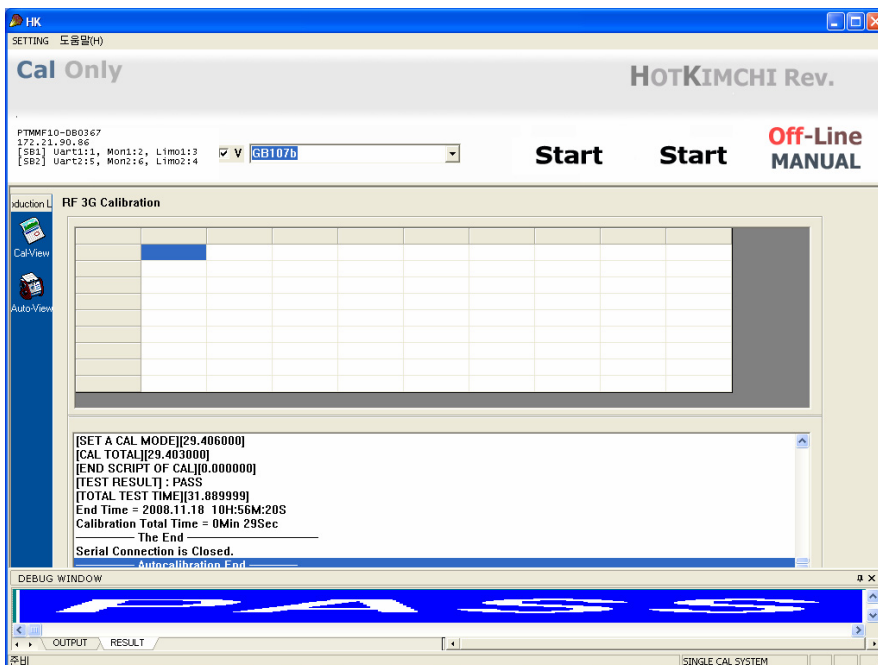 HK
SETTING 도움말(H)
Cal Only
HOTKIMCHI Rev.
PTMMF10-DB0367
172.21.90.86
[SB1] Uart1:1, Mon1:2, Limo1:3
[SB2] Uart2:5, Mon2:6, Limo2:4
V GB107b
Start
Start
Off-Line
MANUAL
oduction L
RF 3G Calibration
Cal-View
Auto-View
[SET A CAL MODE][29.406000]
[CAL TOTAL][29.403000]
[END SCRIPT OF CAL][0.000000]
[TEST RESULT] : PASS
[TOTAL TEST TIME][31.889999]
End Time = 2008.11.18 10H:56M:20S
Calibration Total Time = 0Min 29Sec
———— The End ————
Serial Connection is Closed.
———— Autocalibration End ————
DEBUG WINDOW
PASS
OUTPUT RESULT
준비
SINGLE CAL SYSTEM